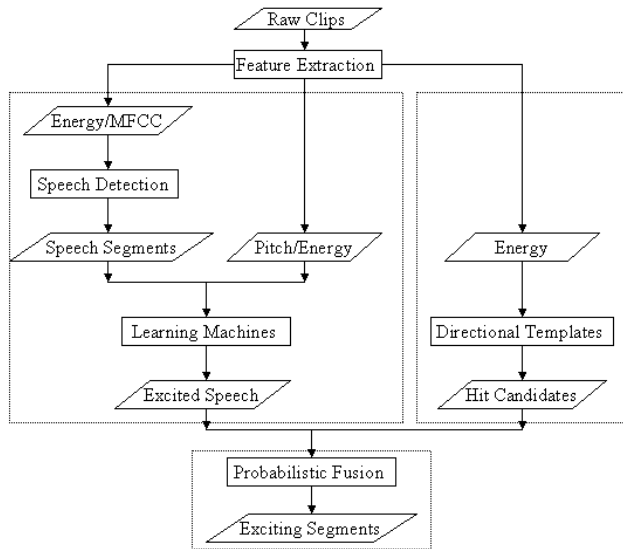 Raw Clips
Feature Extraction
Energy/MFCC
Speech Detection
Speech Segments
Pitch/Energy
Energy
Learning Machines
Directional Templates
Excited Speech
Hit Candidates
Probabilistic Fusion
Exciting Segments